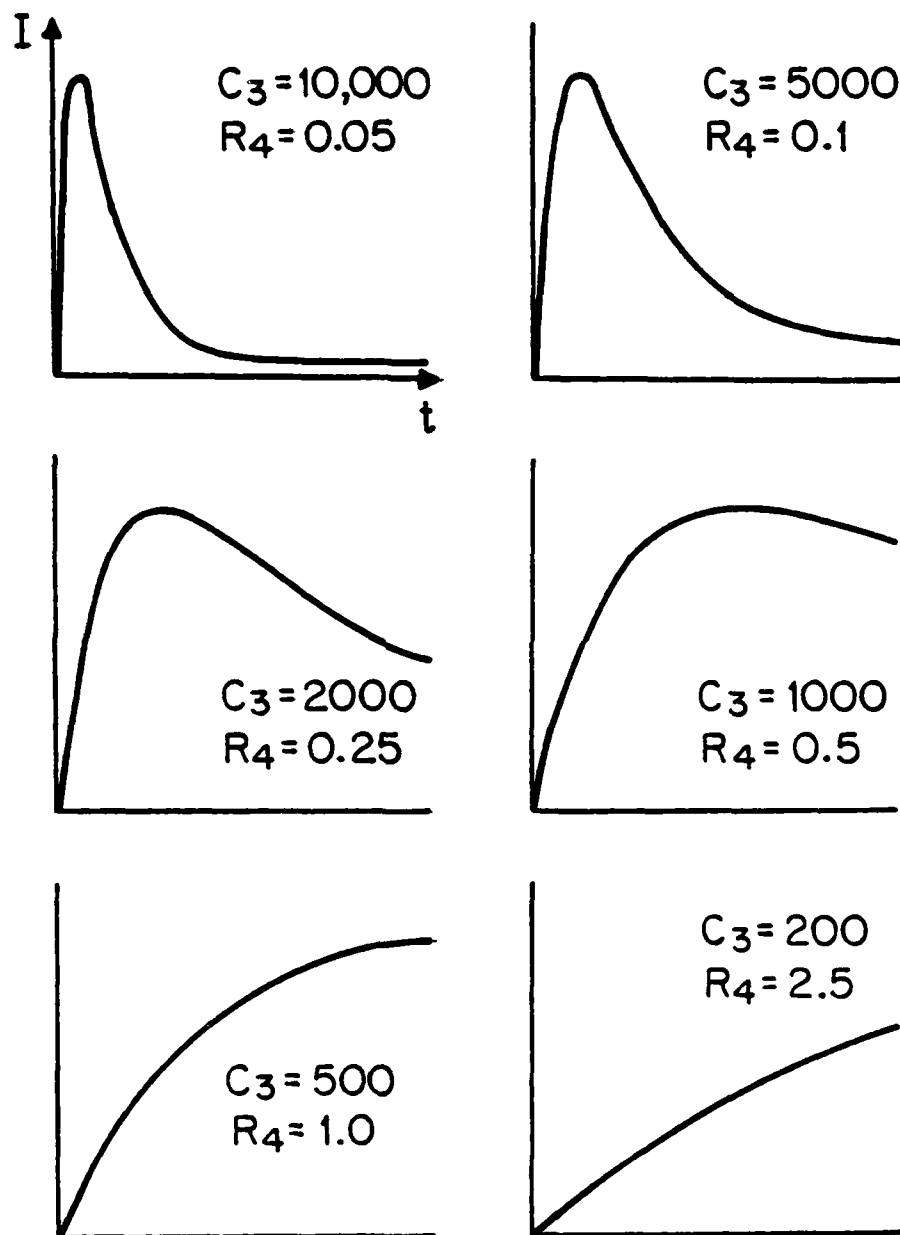 I
C₃ = 10,000
R₄ = 0.05
t
C₃ = 5000
R₄ = 0.1
C₃ = 2000
R₄ = 0.25
C₃ = 1000
R₄ = 0.5
C₃ = 500
R₄ = 1.0
C₃ = 200
R₄ = 2.5